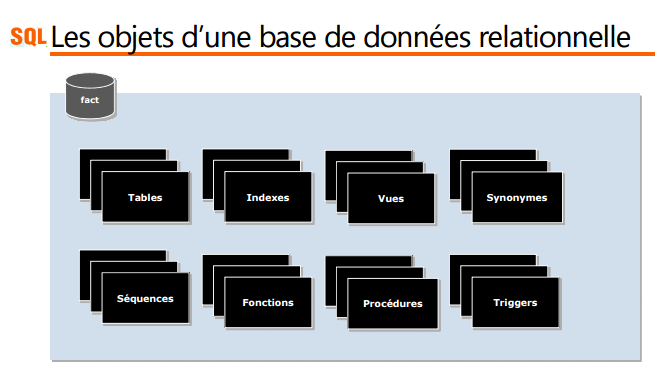 SQL Les objets d’une base de données relationnelle
fact
Tables
Indexes
Vues
Synonymes
Séquences
Fonctions
Procédures
Triggers